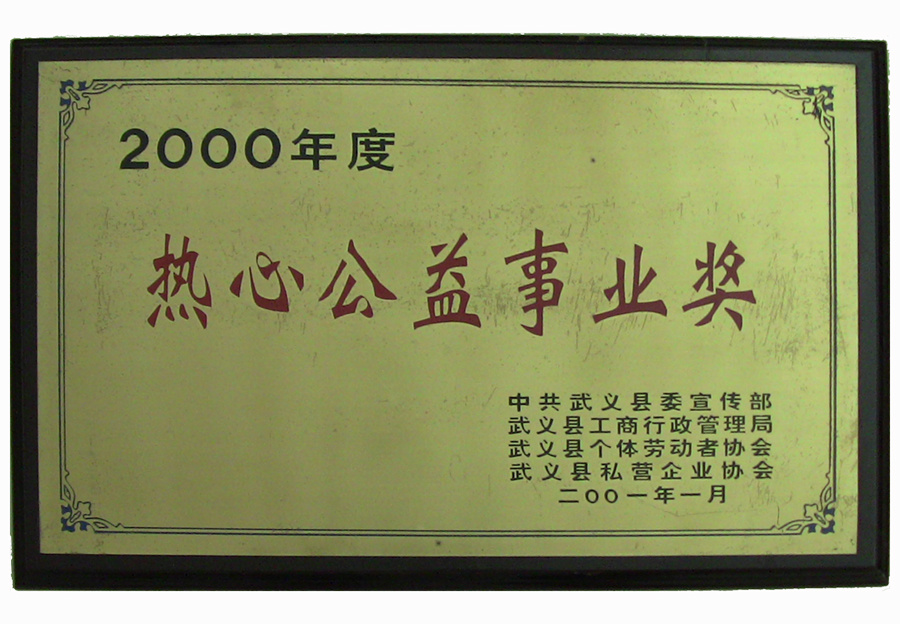 2000年度
热心公益事业奖
中共武义县委宣传部
武义县工商行政管理局
武义县个体劳动者协会
武义县私营企业协会
二OO一年一月